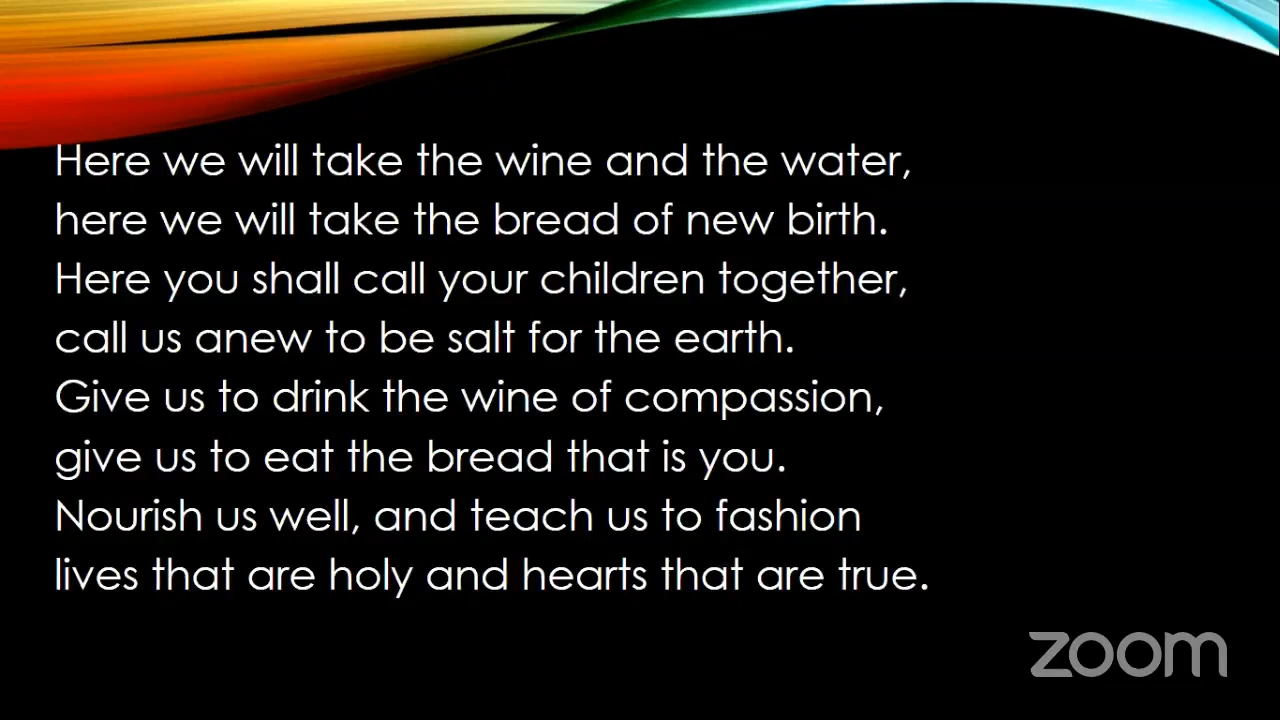 Here we will take the wine and the water,
here we will take the bread of new birth.
Here you shall call your children together,
call us anew to be salt for the earth.
Give us to drink the wine of compassion,
give us to eat the bread that is you.
Nourish us well, and teach us to fashion
lives that are holy and hearts that are true.
zoom